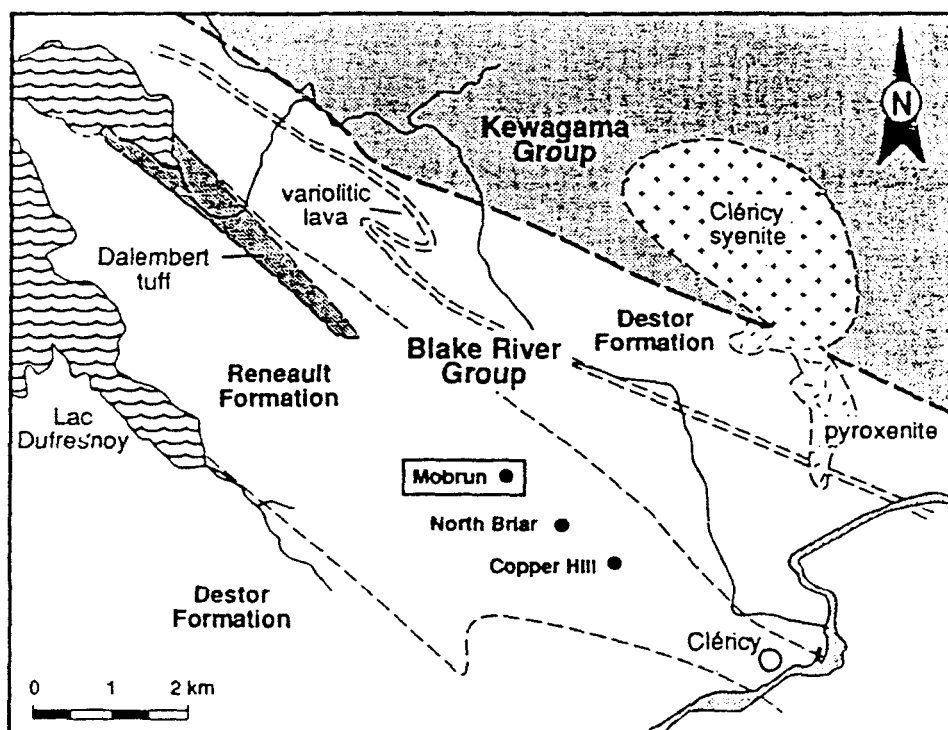 N
Kewagama
Group
variolitic
lava
Cléricy
syenite
Dalembert
tuff
Destor
Formation
Blake River
Group
Reneault
Formation
Lac
Dufresnoy
pyroxenite
Mobrun
North Briar
Copper Hill
Destor
Formation
Cléricy
0 1 2 km